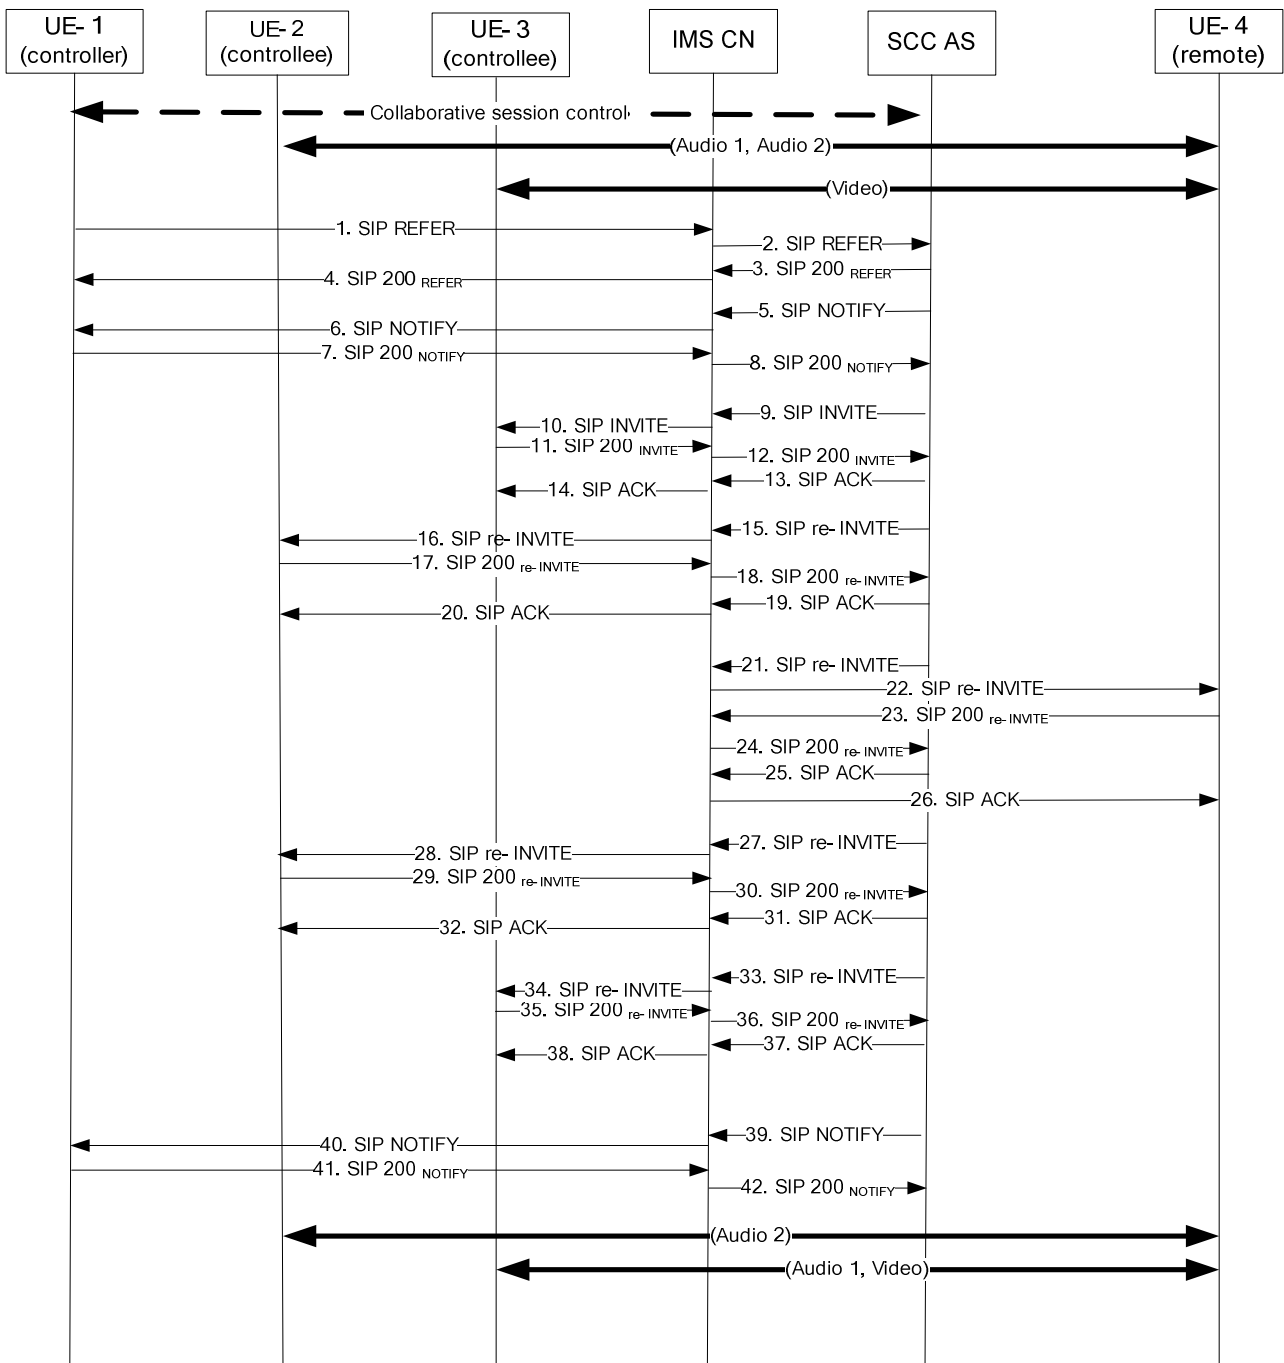 UE- 1
(controller)
UE- 2
(controllee)
UE- 3
(controllee)
IMS CN
SCC AS
UE- 4
(remote)
Collaborative session control
(Audio 1, Audio 2)
(Video)
1. SIP REFER
2. SIP REFER
3. SIP 200 REFER
4. SIP 200 REFER
5. SIP NOTIFY
6. SIP NOTIFY
7. SIP 200 NOTIFY
8. SIP 200 NOTIFY
9. SIP INVITE
10. SIP INVITE
11. SIP 200 INVITE
12. SIP 200 INVITE
13. SIP ACK
14. SIP ACK
15. SIP re- INVITE
16. SIP re- INVITE
17. SIP 200 re- INVITE
18. SIP 200 re- INVITE
19. SIP ACK
20. SIP ACK
21. SIP re- INVITE
22. SIP re- INVITE
23. SIP 200 re- INVITE
24. SIP 200 re- INVITE
25. SIP ACK
26. SIP ACK
27. SIP re- INVITE
28. SIP re- INVITE
29. SIP 200 re- INVITE
30. SIP 200 re- INVITE
31. SIP ACK
32. SIP ACK
33. SIP re- INVITE
34. SIP re- INVITE
35. SIP 200 re- INVITE
36. SIP 200 re- INVITE
37. SIP ACK
38. SIP ACK
39. SIP NOTIFY
40. SIP NOTIFY
41. SIP 200 NOTIFY
42. SIP 200 NOTIFY
(Audio 2)
(Audio 1, Video)